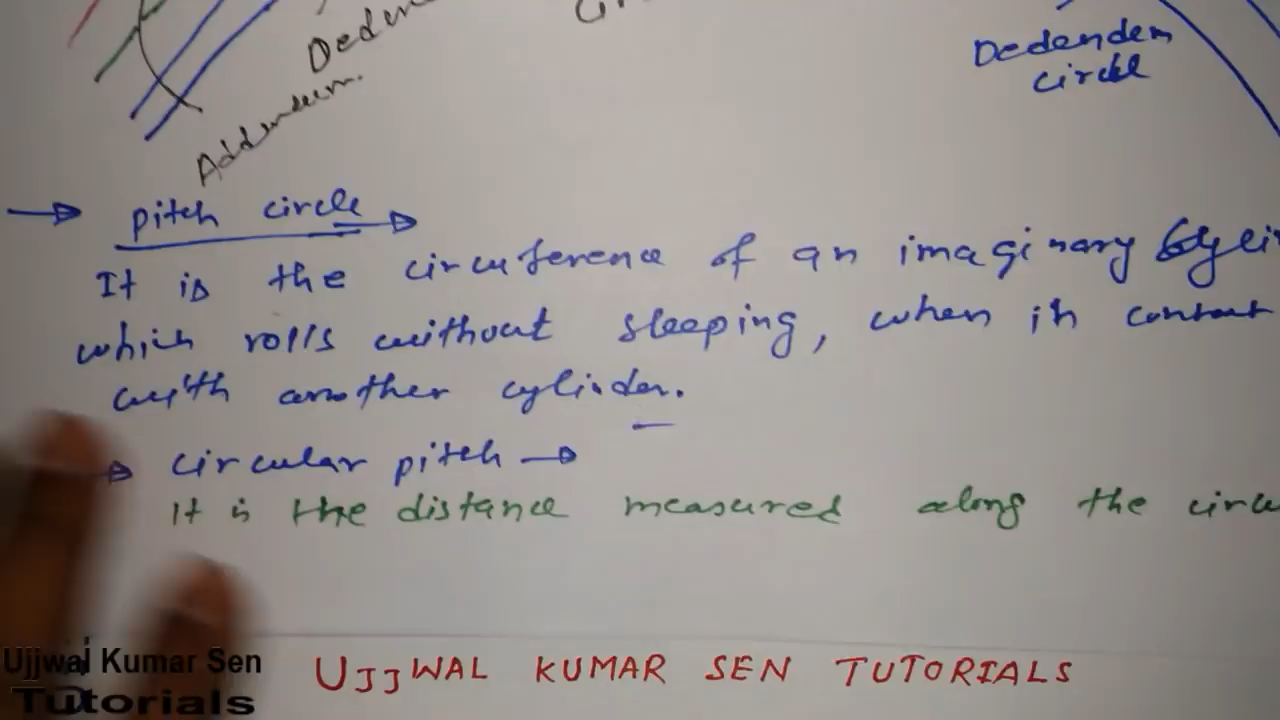 Addendum.
Dedendem
circle
pitch circle
It is the circumference of an imaginary
which rolls without sleeping, when in contact
with another cylinder.
circular pitch
It is the distance measured along the
Ujjwal Kumar Sen
Tutorials
UJJWAL KUMAR SEN TUTORIALS